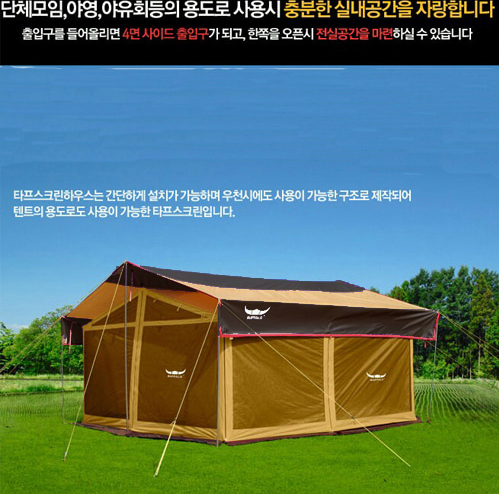 단체모임,야영,야유회등의 용도로 사용시 충분한 실내공간을 자랑합니다
출입구를 들어올리면 4면 사이드 출입구가 되고, 한쪽을 오픈시 전실공간을 마련하실 수 있습니다
타프스크린하우스는 간단하게 설치가 가능하며 우천시에도 사용이 가능한 구조로 제작되어
텐트의 용도로도 사용이 가능한 타프스크린입니다.
BUFFALO